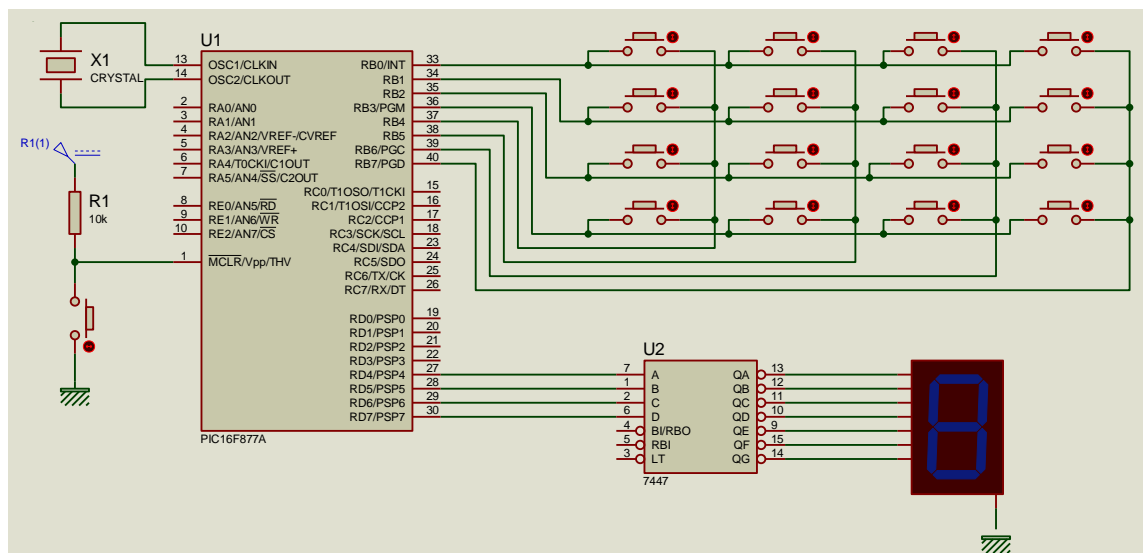 U1
X1
CRYSTAL
13 OSC1/CLKIN
14 OSC2/CLKOUT
2 RA0/AN0
3 RA1/AN1
4 RA2/AN2/VREF-/CVREF
5 RA3/AN3/VREF+
6 RA4/T0CKI/C1OUT
7 RA5/AN4/SS/C2OUT
8 RE0/AN5/RD
9 RE1/AN6/WR
10 RE2/AN7/CS
1 MCLR/Vpp/THV
RB0/INT 33
RB1 34
RB2 35
RB3/PGM 36
RB4 37
RB5 38
RB6/PGC 39
RB7/PGD 40
RC0/T1OSO/T1CKI 15
RC1/T1OSI/CCP2 16
RC2/CCP1 17
RC3/SCK/SCL 18
RC4/SDI/SDA 23
RC5/SDO 24
RC6/TX/CK 25
RC7/RX/DT 26
RD0/PSP0 19
RD1/PSP1 20
RD2/PSP2 21
RD3/PSP3 22
RD4/PSP4 27
RD5/PSP5 28
RD6/PSP6 29
RD7/PSP7 30
PIC16F877A
R1(1)
R1
10k
U2
7 A QA 13
1 B QB 12
2 C QC 11
6 D QD 10
4 BI/RBO QE 9
5 RBI QF 15
3 LT QG 14
7447